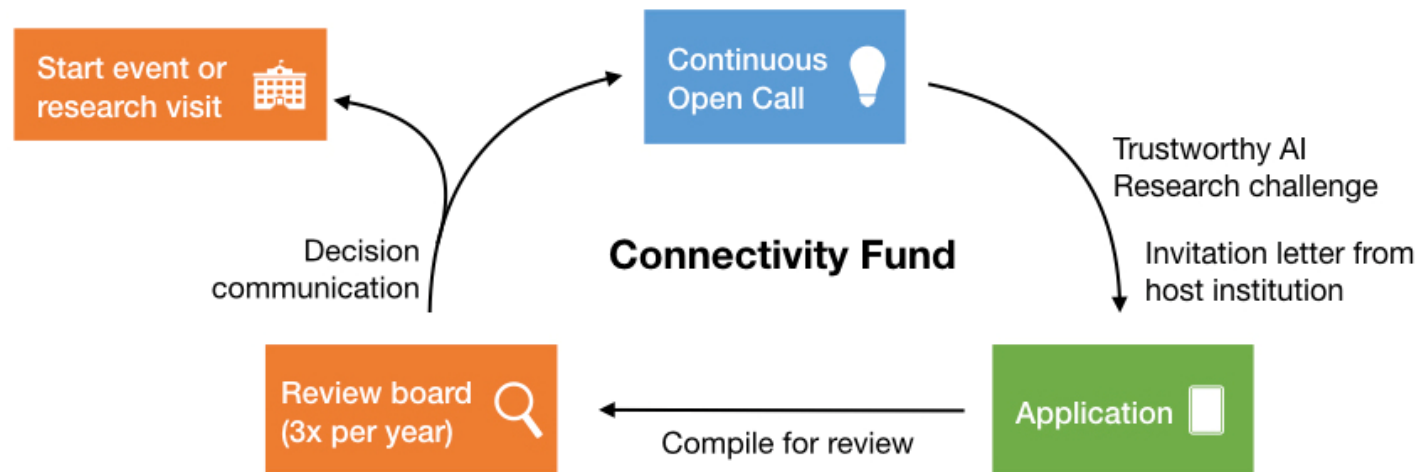 Start event or
research visit
Continuous
Open Call
Trustworthy AI
Research challenge
Decision
communication
Connectivity Fund
Invitation letter from
host institution
Review board
(3x per year)
Compile for review
Application